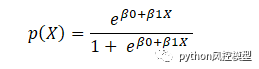 p(X) = e^{β0+β1X} / (1 + e^{β0+β1X})
python风控模型